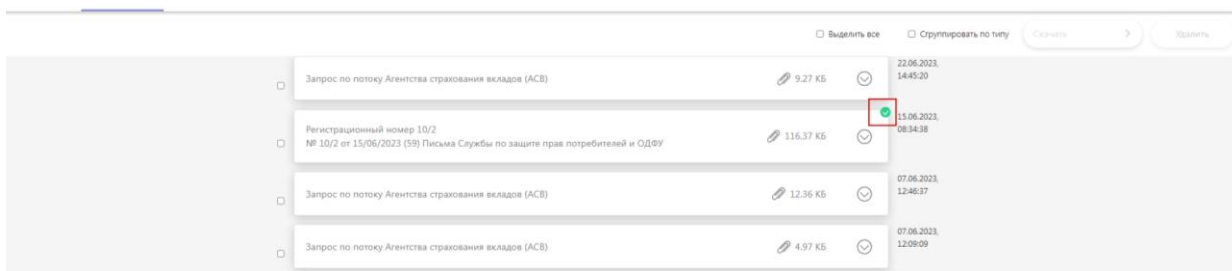 Выделить все
Сгруппировать по типу
Скачать
Удалить
Запрос по потоку Агентства страхования вкладов (АСВ)
9.27 КБ
22.06.2023,
14:45:20
Регистрационный номер 10/2
№ 10/2 от 15/06/2023 (59) Письма Службы по защите прав потребителей и ОДФУ
116.37 КБ
15.06.2023,
08:34:38
Запрос по потоку Агентства страхования вкладов (АСВ)
12.36 КБ
07.06.2023,
12:46:37
Запрос по потоку Агентства страхования вкладов (АСВ)
4.97 КБ
07.06.2023,
12:09:09